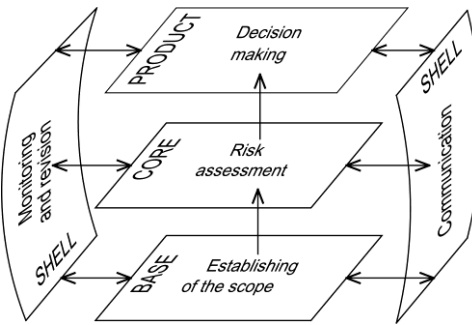 PRODUCT
Decision
making
SHELL
Monitoring
and revision
CORE
Risk
assessment
Communication
SHELL
BASE
Establishing
of the scope